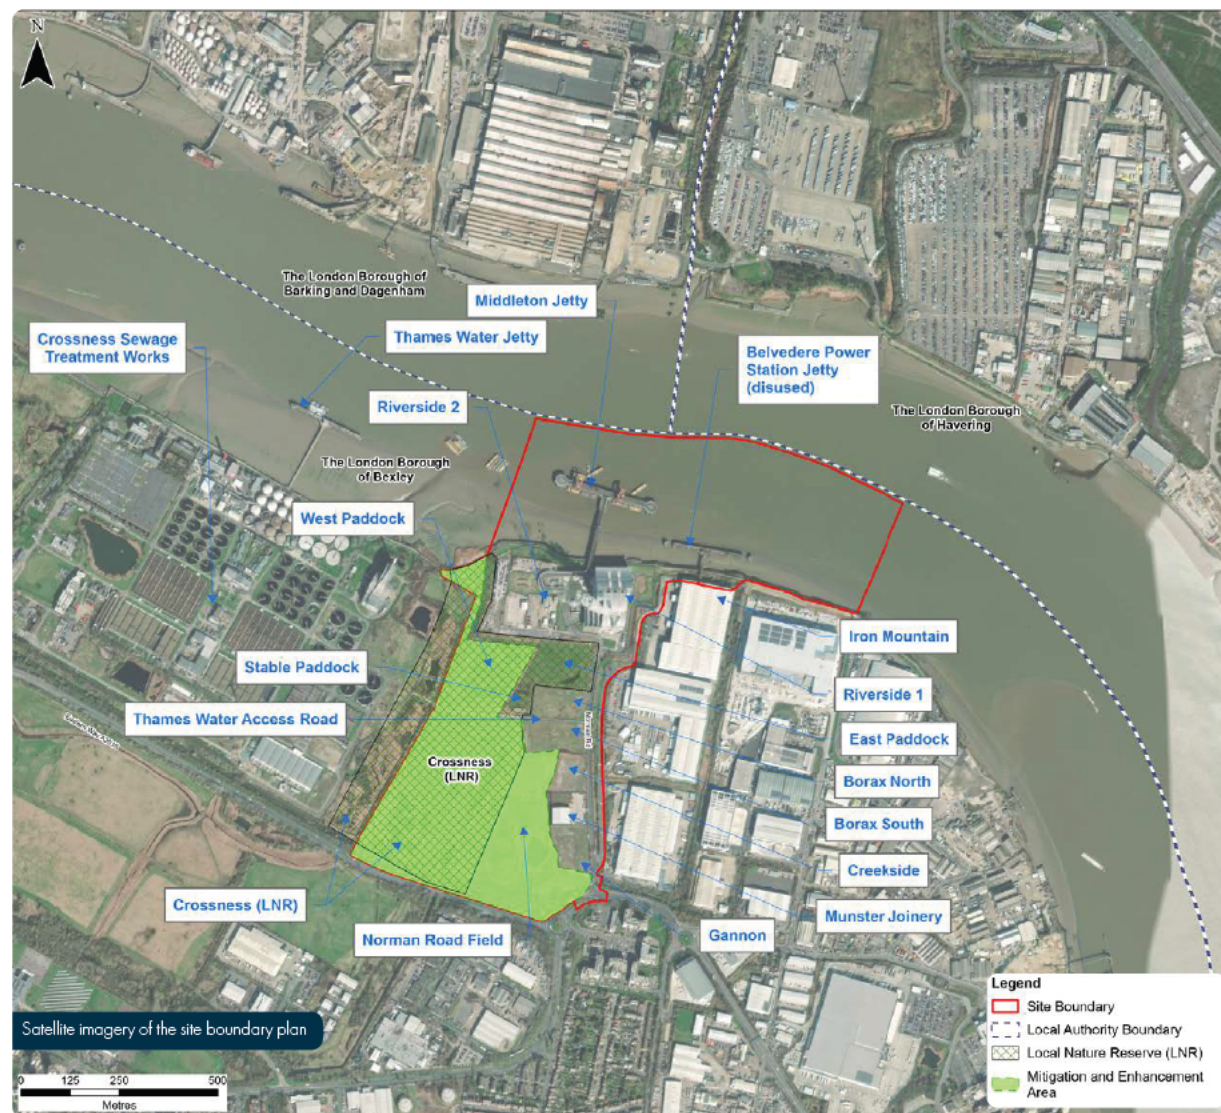 N
The London Borough of
Barking and Dagenham
Middleton Jetty
Crossness Sewage
Treatment Works
Thames Water Jetty
Belvedere Power
Station Jetty
(disused)
Riverside 2
The London Borough
of Havering
The London Borough
of Bexley
West Paddock
Iron Mountain
Stable Paddock
Riverside 1
Thames Water Access Road
Norman Rd
East Paddock
Crossness
(LNR)
Borax North
Borax South
Creekside
Crossness (LNR)
Munster Joinery
Norman Road Field
Gannon
Legend
Site Boundary
Local Authority Boundary
Local Nature Reserve (LNR)
Mitigation and Enhancement
Area
Satellite imagery of the site boundary plan
0 125 250 500
Metres